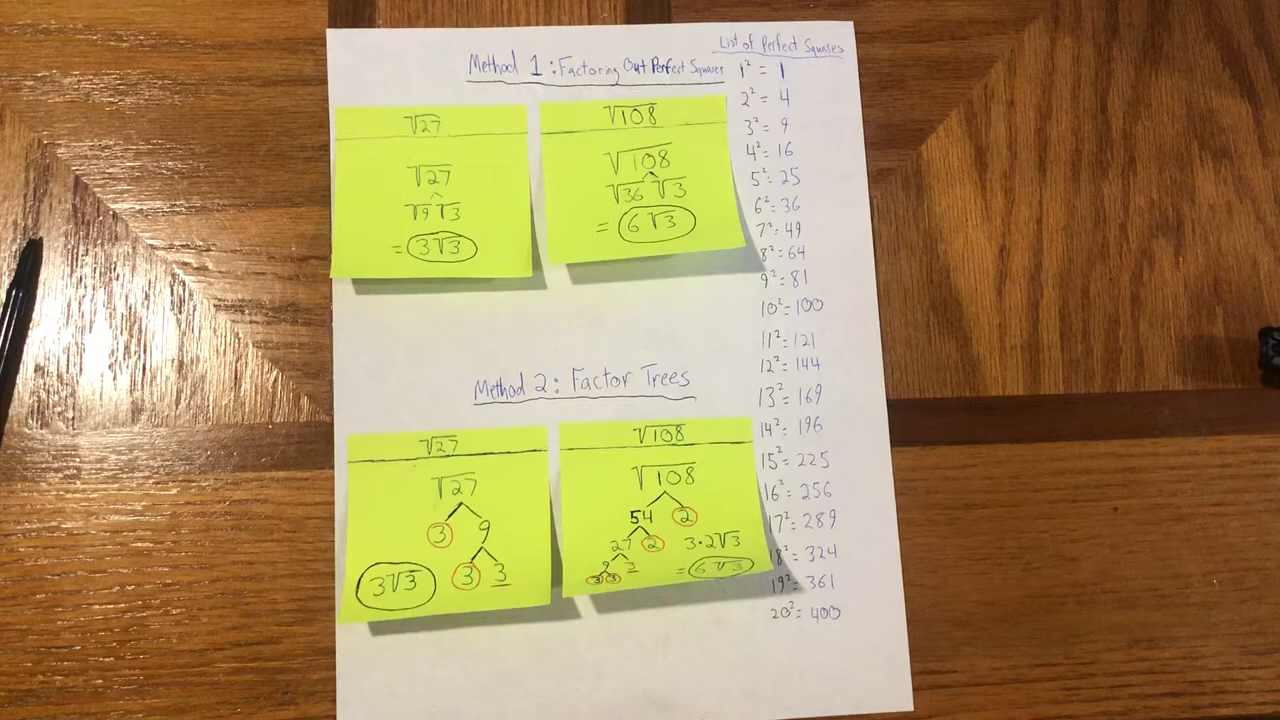 List of Perfect Squares
Method 1: Factoring Out Perfect Squares
1² = 1
2² = 4
3² = 9
4² = 16
5² = 25
6² = 36
7² = 49
8² = 64
9² = 81
10² = 100
11² = 121
12² = 144
13² = 169
14² = 196
15² = 225
16² = 256
17² = 289
18² = 324
19² = 361
20² = 400
√27
√27
√9 √3
= 3√3
√108
√108
√36 √3
= 6√3
Method 2: Factor Trees
√27
√27
3 9
3 3
3√3
√108
√108
54 2
27 2
9 3
3 3
3·2√3
= 6√3